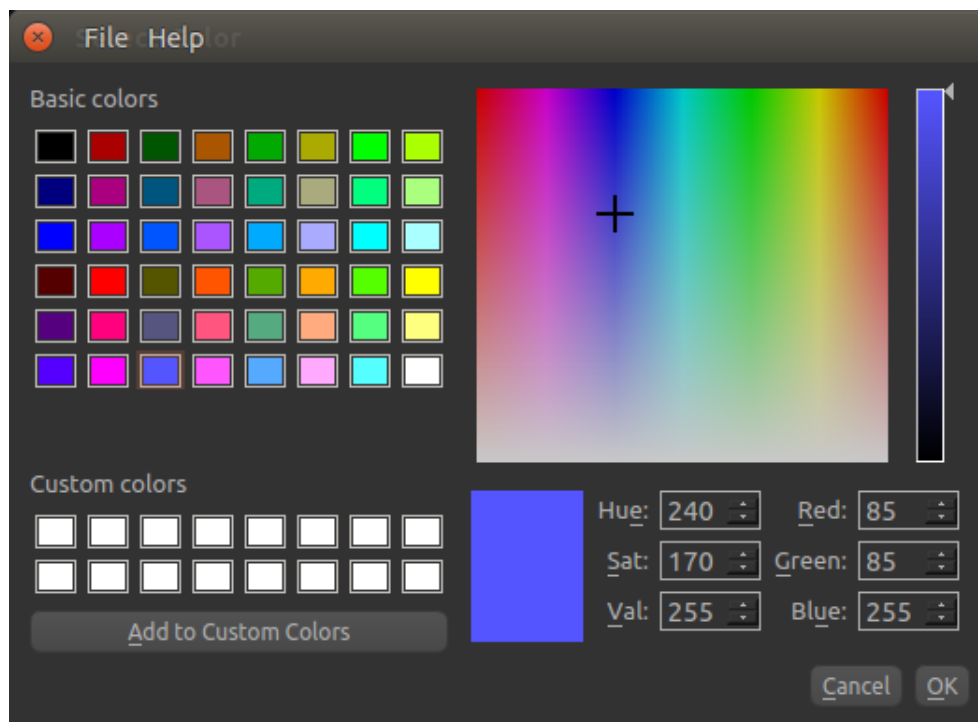 File Help
Basic colors
Custom colors
Add to Custom Colors
Hue: 240 Red: 85
Sat: 170 Green: 85
Val: 255 Blue: 255
Cancel OK